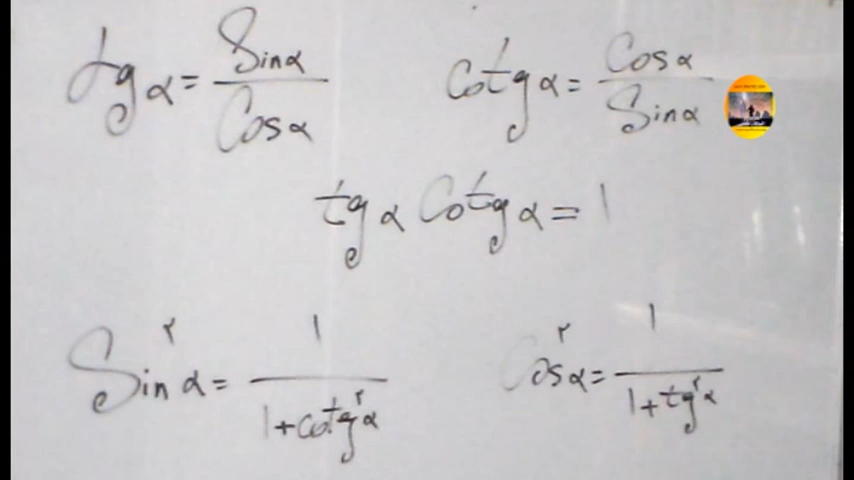 tgα = Sinα / Cosα    Cotgα = Cosα / Sinα
tgα Cotgα = 1
Sin²α = 1 / (1 + cotg²α)    Cos²α = 1 / (1 + tg²α)